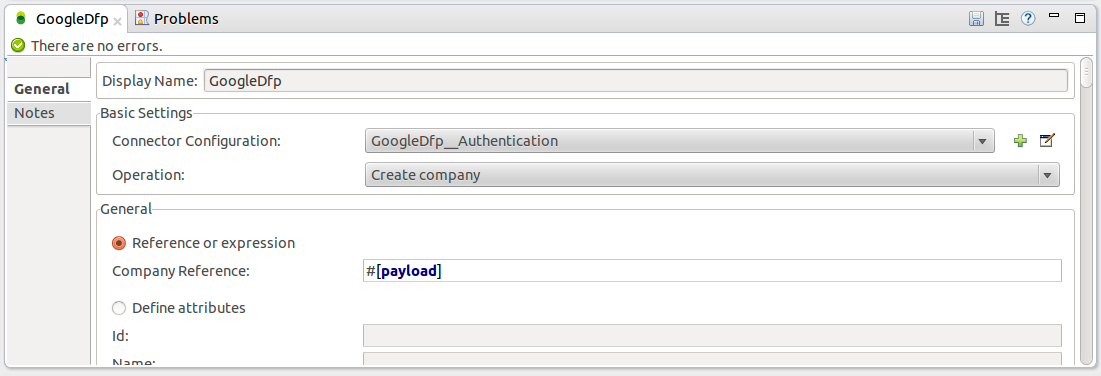 GoogleDfp
Problems
There are no errors.
General
Notes
Display Name: GoogleDfp
Basic Settings
Connector Configuration: GoogleDfp__Authentication
Operation: Create company
General
Reference or expression
Company Reference: #[payload]
Define attributes
Id:
Name: